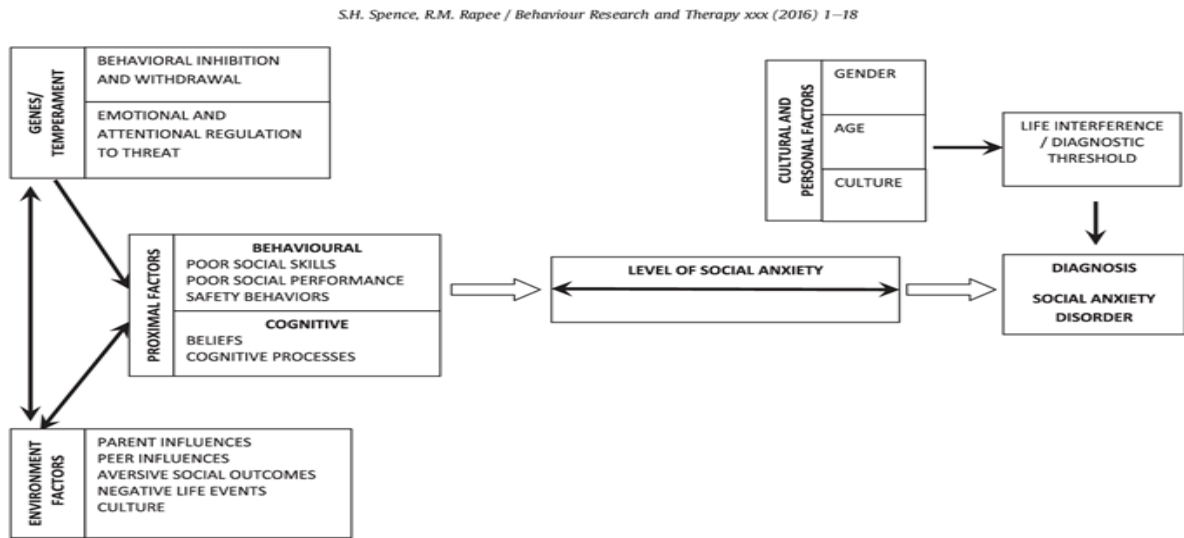 S.H. Spence, R.M. Rapee / Behaviour Research and Therapy xxx (2016) 1–18
GENES/
TEMPERAMENT
BEHAVIORAL INHIBITION
AND WITHDRAWAL
EMOTIONAL AND
ATTENTIONAL REGULATION
TO THREAT
CULTURAL AND
PERSONAL FACTORS
GENDER
AGE
CULTURE
LIFE INTERFERENCE
/ DIAGNOSTIC
THRESHOLD
PROXIMAL FACTORS
BEHAVIOURAL
POOR SOCIAL SKILLS
POOR SOCIAL PERFORMANCE
SAFETY BEHAVIORS
COGNITIVE
BELIEFS
COGNITIVE PROCESSES
LEVEL OF SOCIAL ANXIETY
DIAGNOSIS
SOCIAL ANXIETY
DISORDER
ENVIRONMENT
FACTORS
PARENT INFLUENCES
PEER INFLUENCES
AVERSIVE SOCIAL OUTCOMES
NEGATIVE LIFE EVENTS
CULTURE